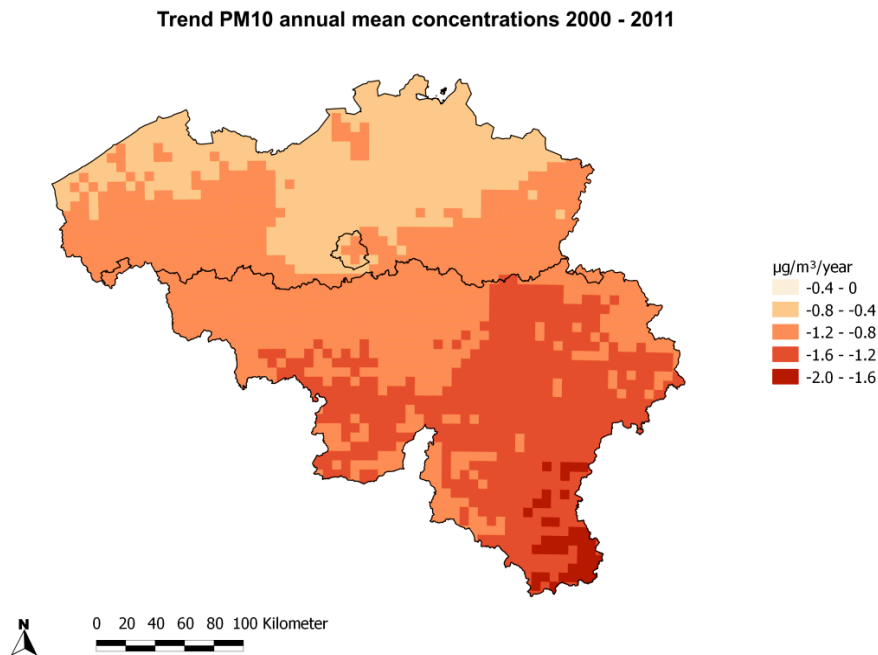 Trend PM10 annual mean concentrations 2000 - 2011
µg/m³/year
-0.4 - 0
-0.8 - -0.4
-1.2 - -0.8
-1.6 - -1.2
-2.0 - -1.6
N
0 20 40 60 80 100 Kilometer